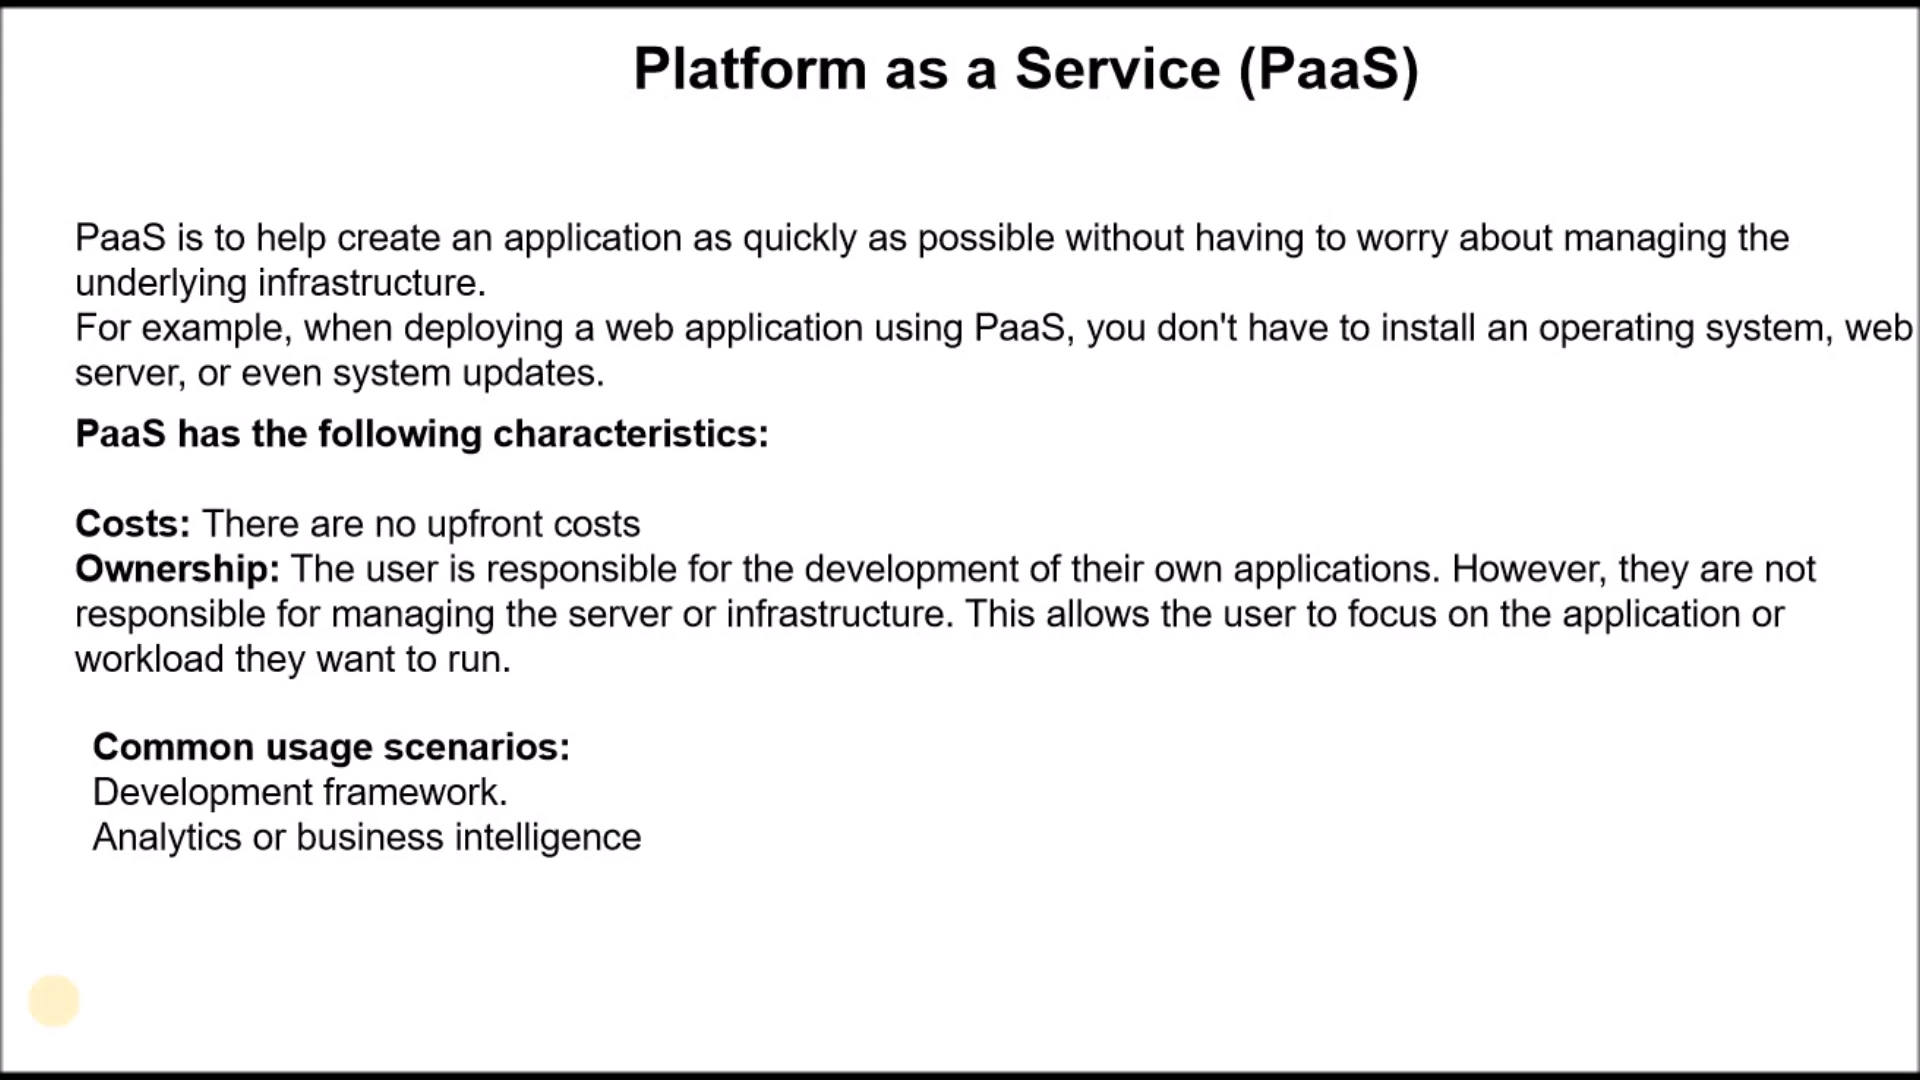 Platform as a Service (PaaS)
PaaS is to help create an application as quickly as possible without having to worry about managing the
underlying infrastructure.
For example, when deploying a web application using PaaS, you don't have to install an operating system, web
server, or even system updates.
PaaS has the following characteristics:
Costs: There are no upfront costs
Ownership: The user is responsible for the development of their own applications. However, they are not
responsible for managing the server or infrastructure. This allows the user to focus on the application or
workload they want to run.
Common usage scenarios:
Development framework.
Analytics or business intelligence